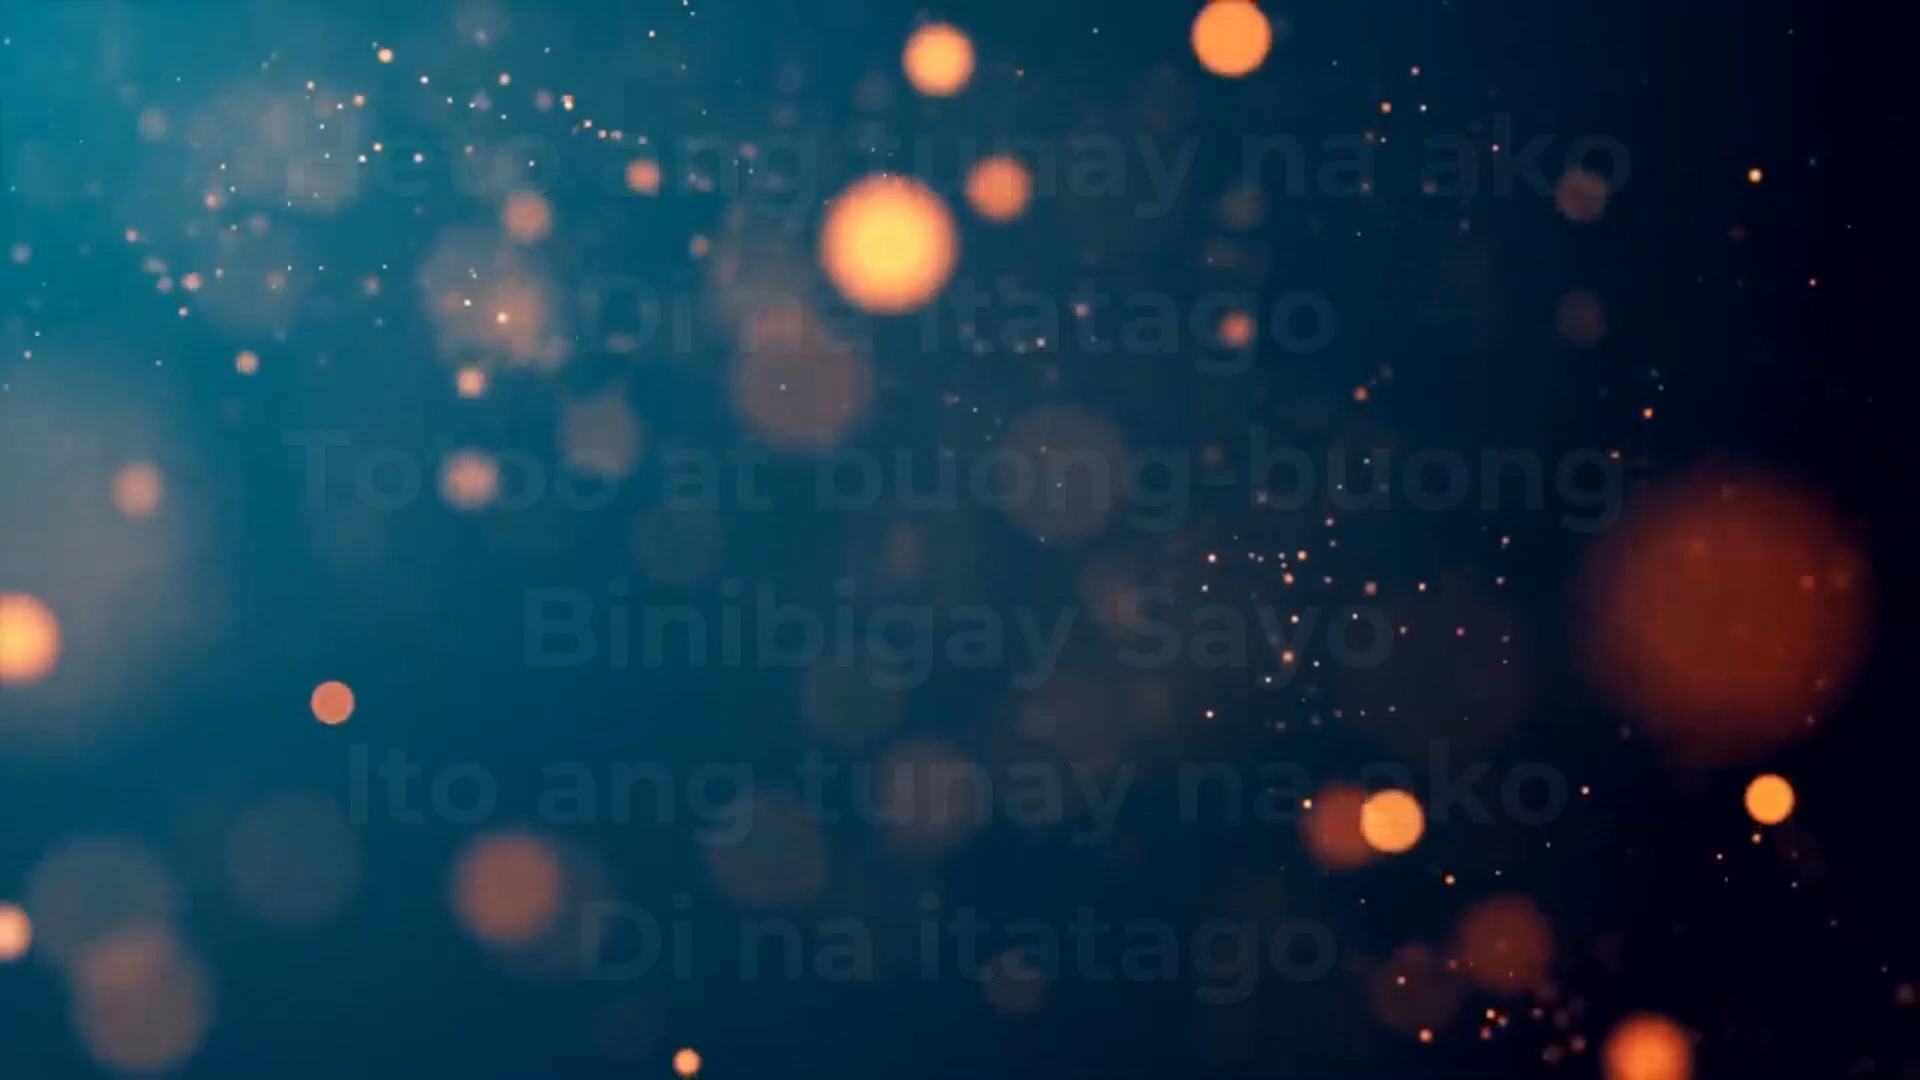 Heto ang tunay na ako
Di na itatago
Totoo at buong-buong
Binibigay Sayo
Ito ang tunay na ako
Di na itatago